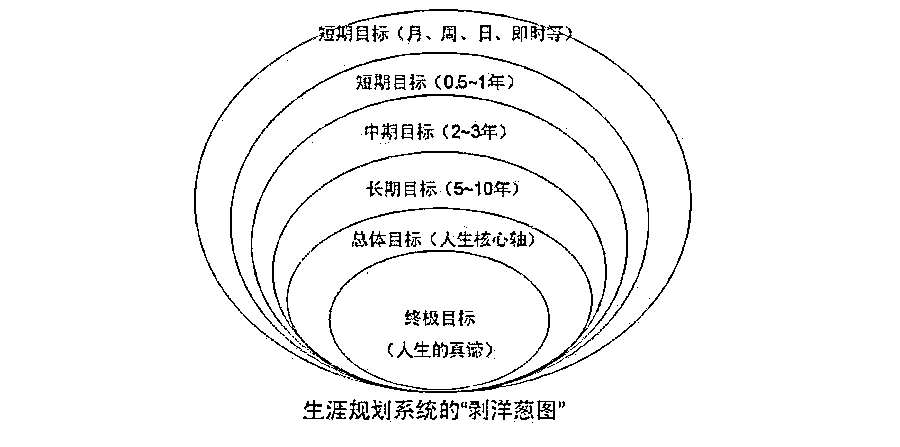 短期目标（月、周、日、即时等）
短期目标（0.5~1年）
中期目标（2~3年）
长期目标（5~10年）
总体目标（人生核心轴）
终极目标
（人生的真谛）
生涯规划系统的“剥洋葱图”